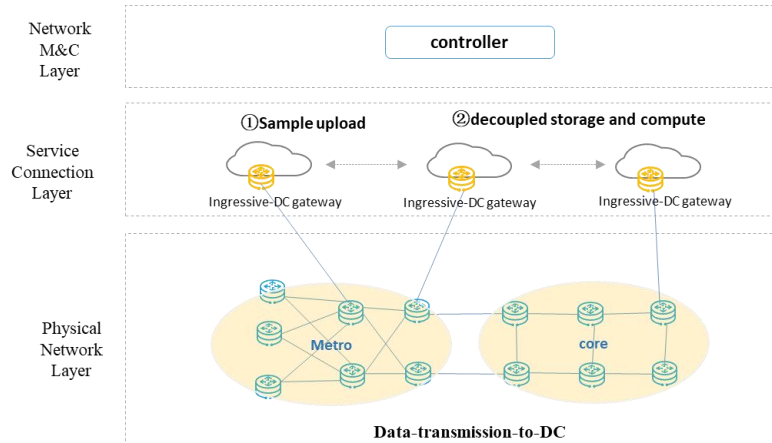 Network
M&C
Layer
controller
①Sample upload
②decoupled storage and compute
Service
Connection
Layer
Ingressive-DC gateway
Ingressive-DC gateway
Ingressive-DC gateway
Physical
Network
Layer
Metro
core
Data-transmission-to-DC